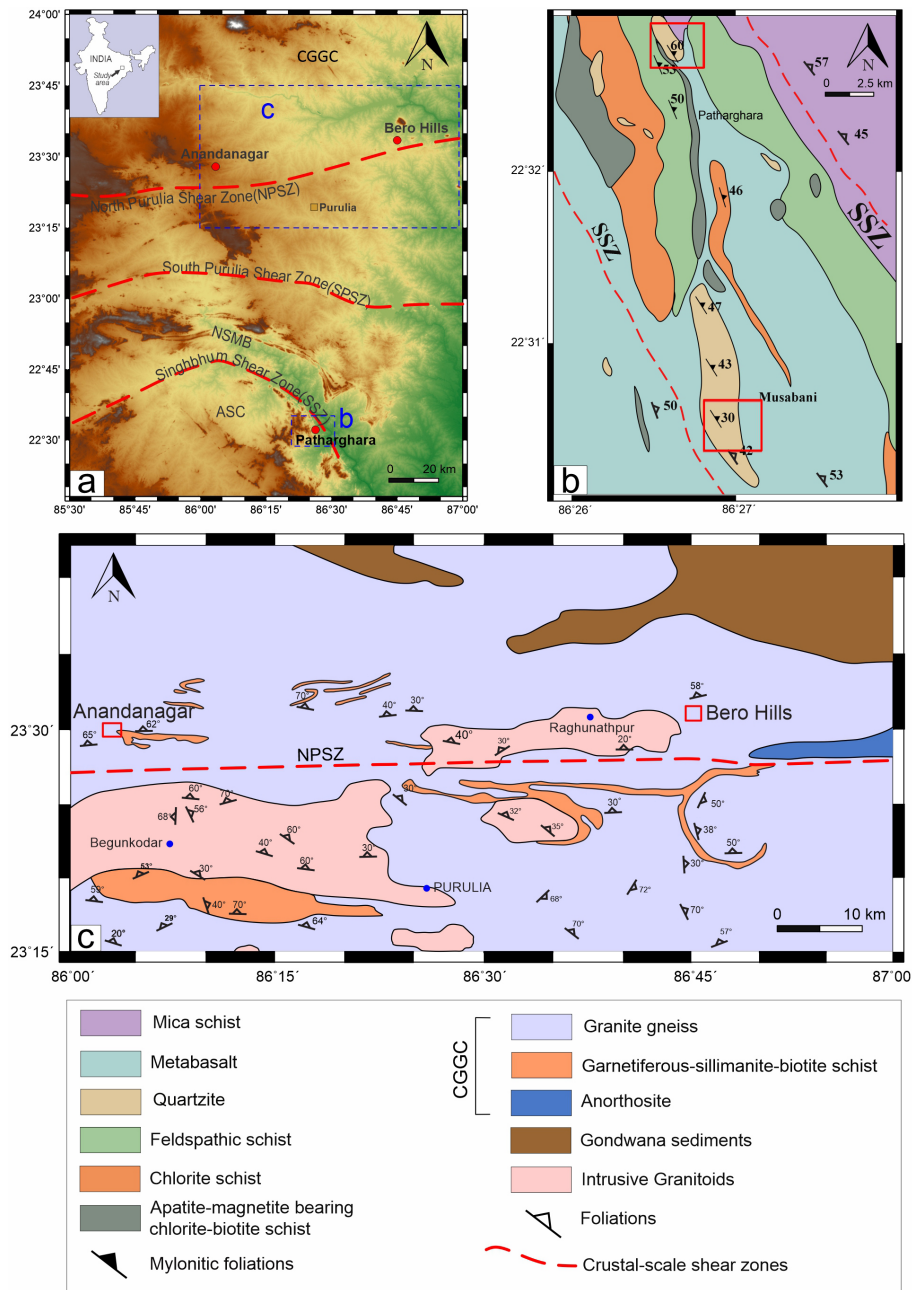 24°00'
23°45'
23°30'
23°15'
23°00'
22°45'
22°30'
85°30'
85°45'
86°00'
86°15'
86°30'
86°45'
87°00'
INDIA
Study
area
CGGC
N
c
Bero Hills
Anandanagar
North Purulia Shear Zone(NPSZ)
Purulia
South Purulia Shear Zone(SPSZ)
NSMB
Singhbhum Shear Zone(SSZ)
ASC
b
Patharghara
0 20 km
a
22°32'
22°31'
86°26'
86°27'
60
53
50
N
57
0 2.5 km
Patharghara
45
46
SSZ
SSZ
47
43
Musabani
50
30
42
53
b
N
23°30'
23°15'
Anandanagar
65°
62°
70°
40°
30°
58°
Bero Hills
Raghunathpur
40°
30°
20°
NPSZ
60°
70°
68°
56°
30°
32°
35°
30°
50°
38°
50°
30°
Begunkodar
60°
40°
60°
30°
53°
30°
PURULIA
50°
40°
70°
64°
29°
20°
68°
72°
70°
70°
57°
0 10 km
c
86°00'
86°15'
86°30'
86°45'
87°00'
Mica schist
Metabasalt
Quartzite
Feldspathic schist
Chlorite schist
Apatite-magnetite bearing
chlorite-biotite schist
Mylonitic foliations
CGGC
Granite gneiss
Garnetiferous-sillimanite-biotite schist
Anorthosite
Gondwana sediments
Intrusive Granitoids
Foliations
Crustal-scale shear zones